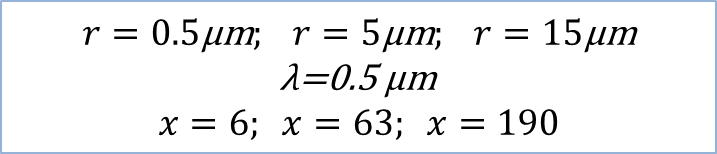 r = 0.5μm; r = 5μm; r = 15μm
λ=0.5 μm
x = 6; x = 63; x = 190